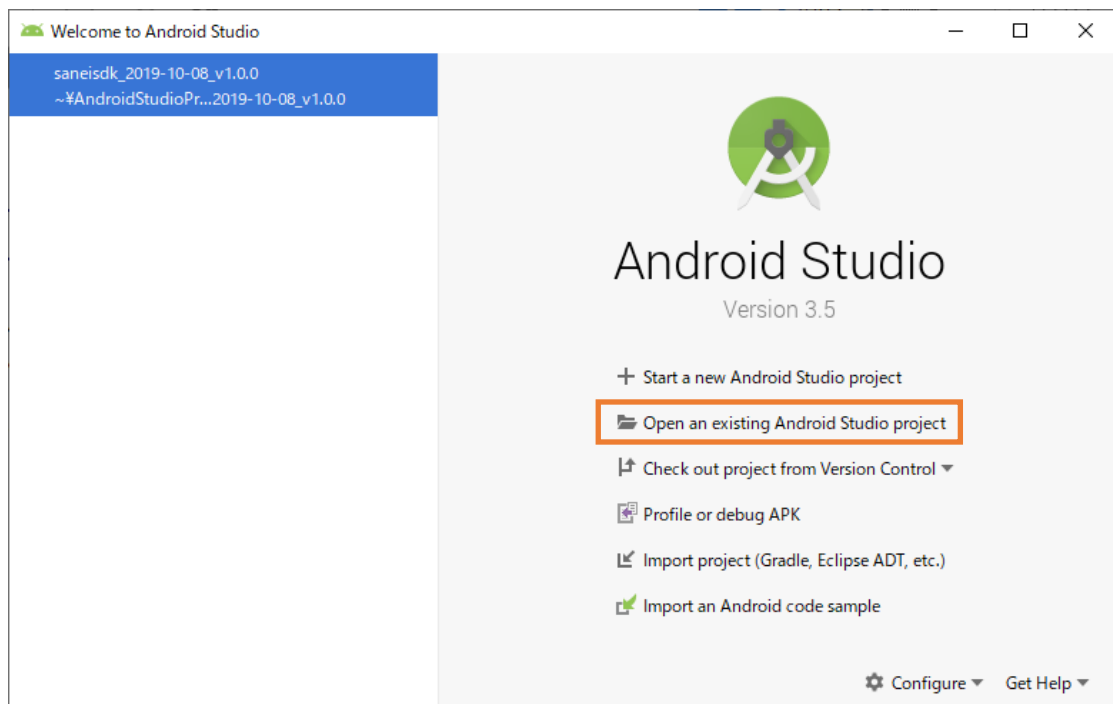 Welcome to Android Studio
saneisdk_2019-10-08_v1.0.0
~¥AndroidStudioPr...2019-10-08_v1.0.0
Android Studio
Version 3.5
Start a new Android Studio project
Open an existing Android Studio project
Check out project from Version Control
Profile or debug APK
Import project (Gradle, Eclipse ADT, etc.)
Import an Android code sample
Configure Get Help